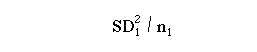 SD₁² / n₁